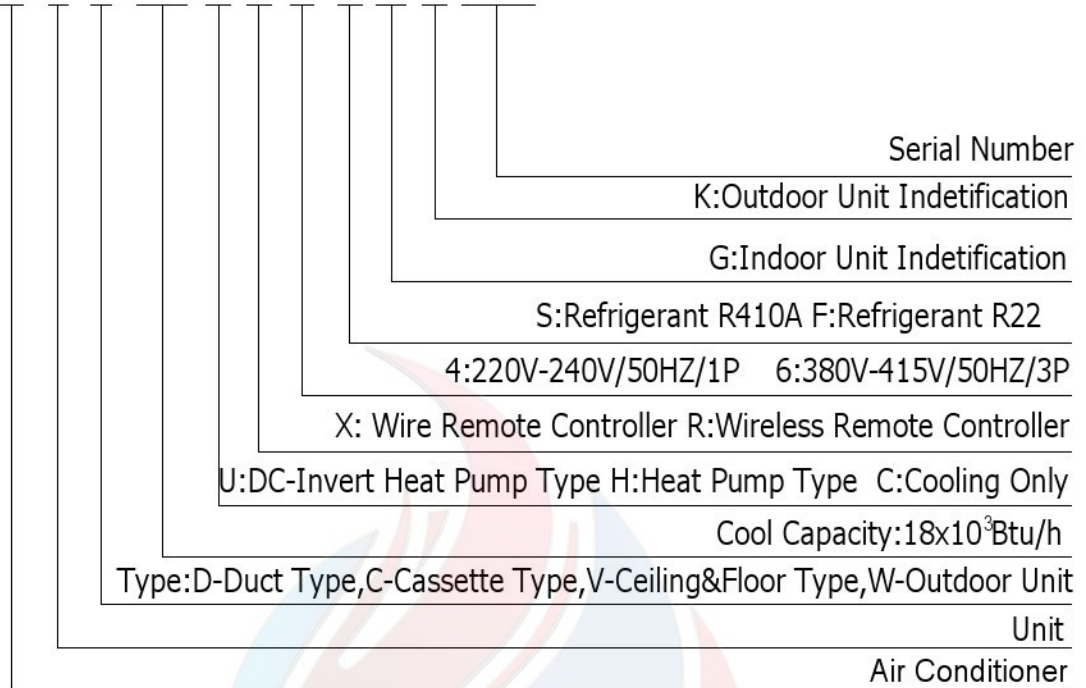 Serial Number
K:Outdoor Unit Indetification
G:Indoor Unit Indetification
S:Refrigerant R410A F:Refrigerant R22
4:220V-240V/50HZ/1P 6:380V-415V/50HZ/3P
X: Wire Remote Controller R:Wireless Remote Controller
U:DC-Invert Heat Pump Type H:Heat Pump Type C:Cooling Only
Cool Capacity:18x10³Btu/h
Type:D-Duct Type,C-Cassette Type,V-Ceiling&Floor Type,W-Outdoor Unit
Unit
Air Conditioner